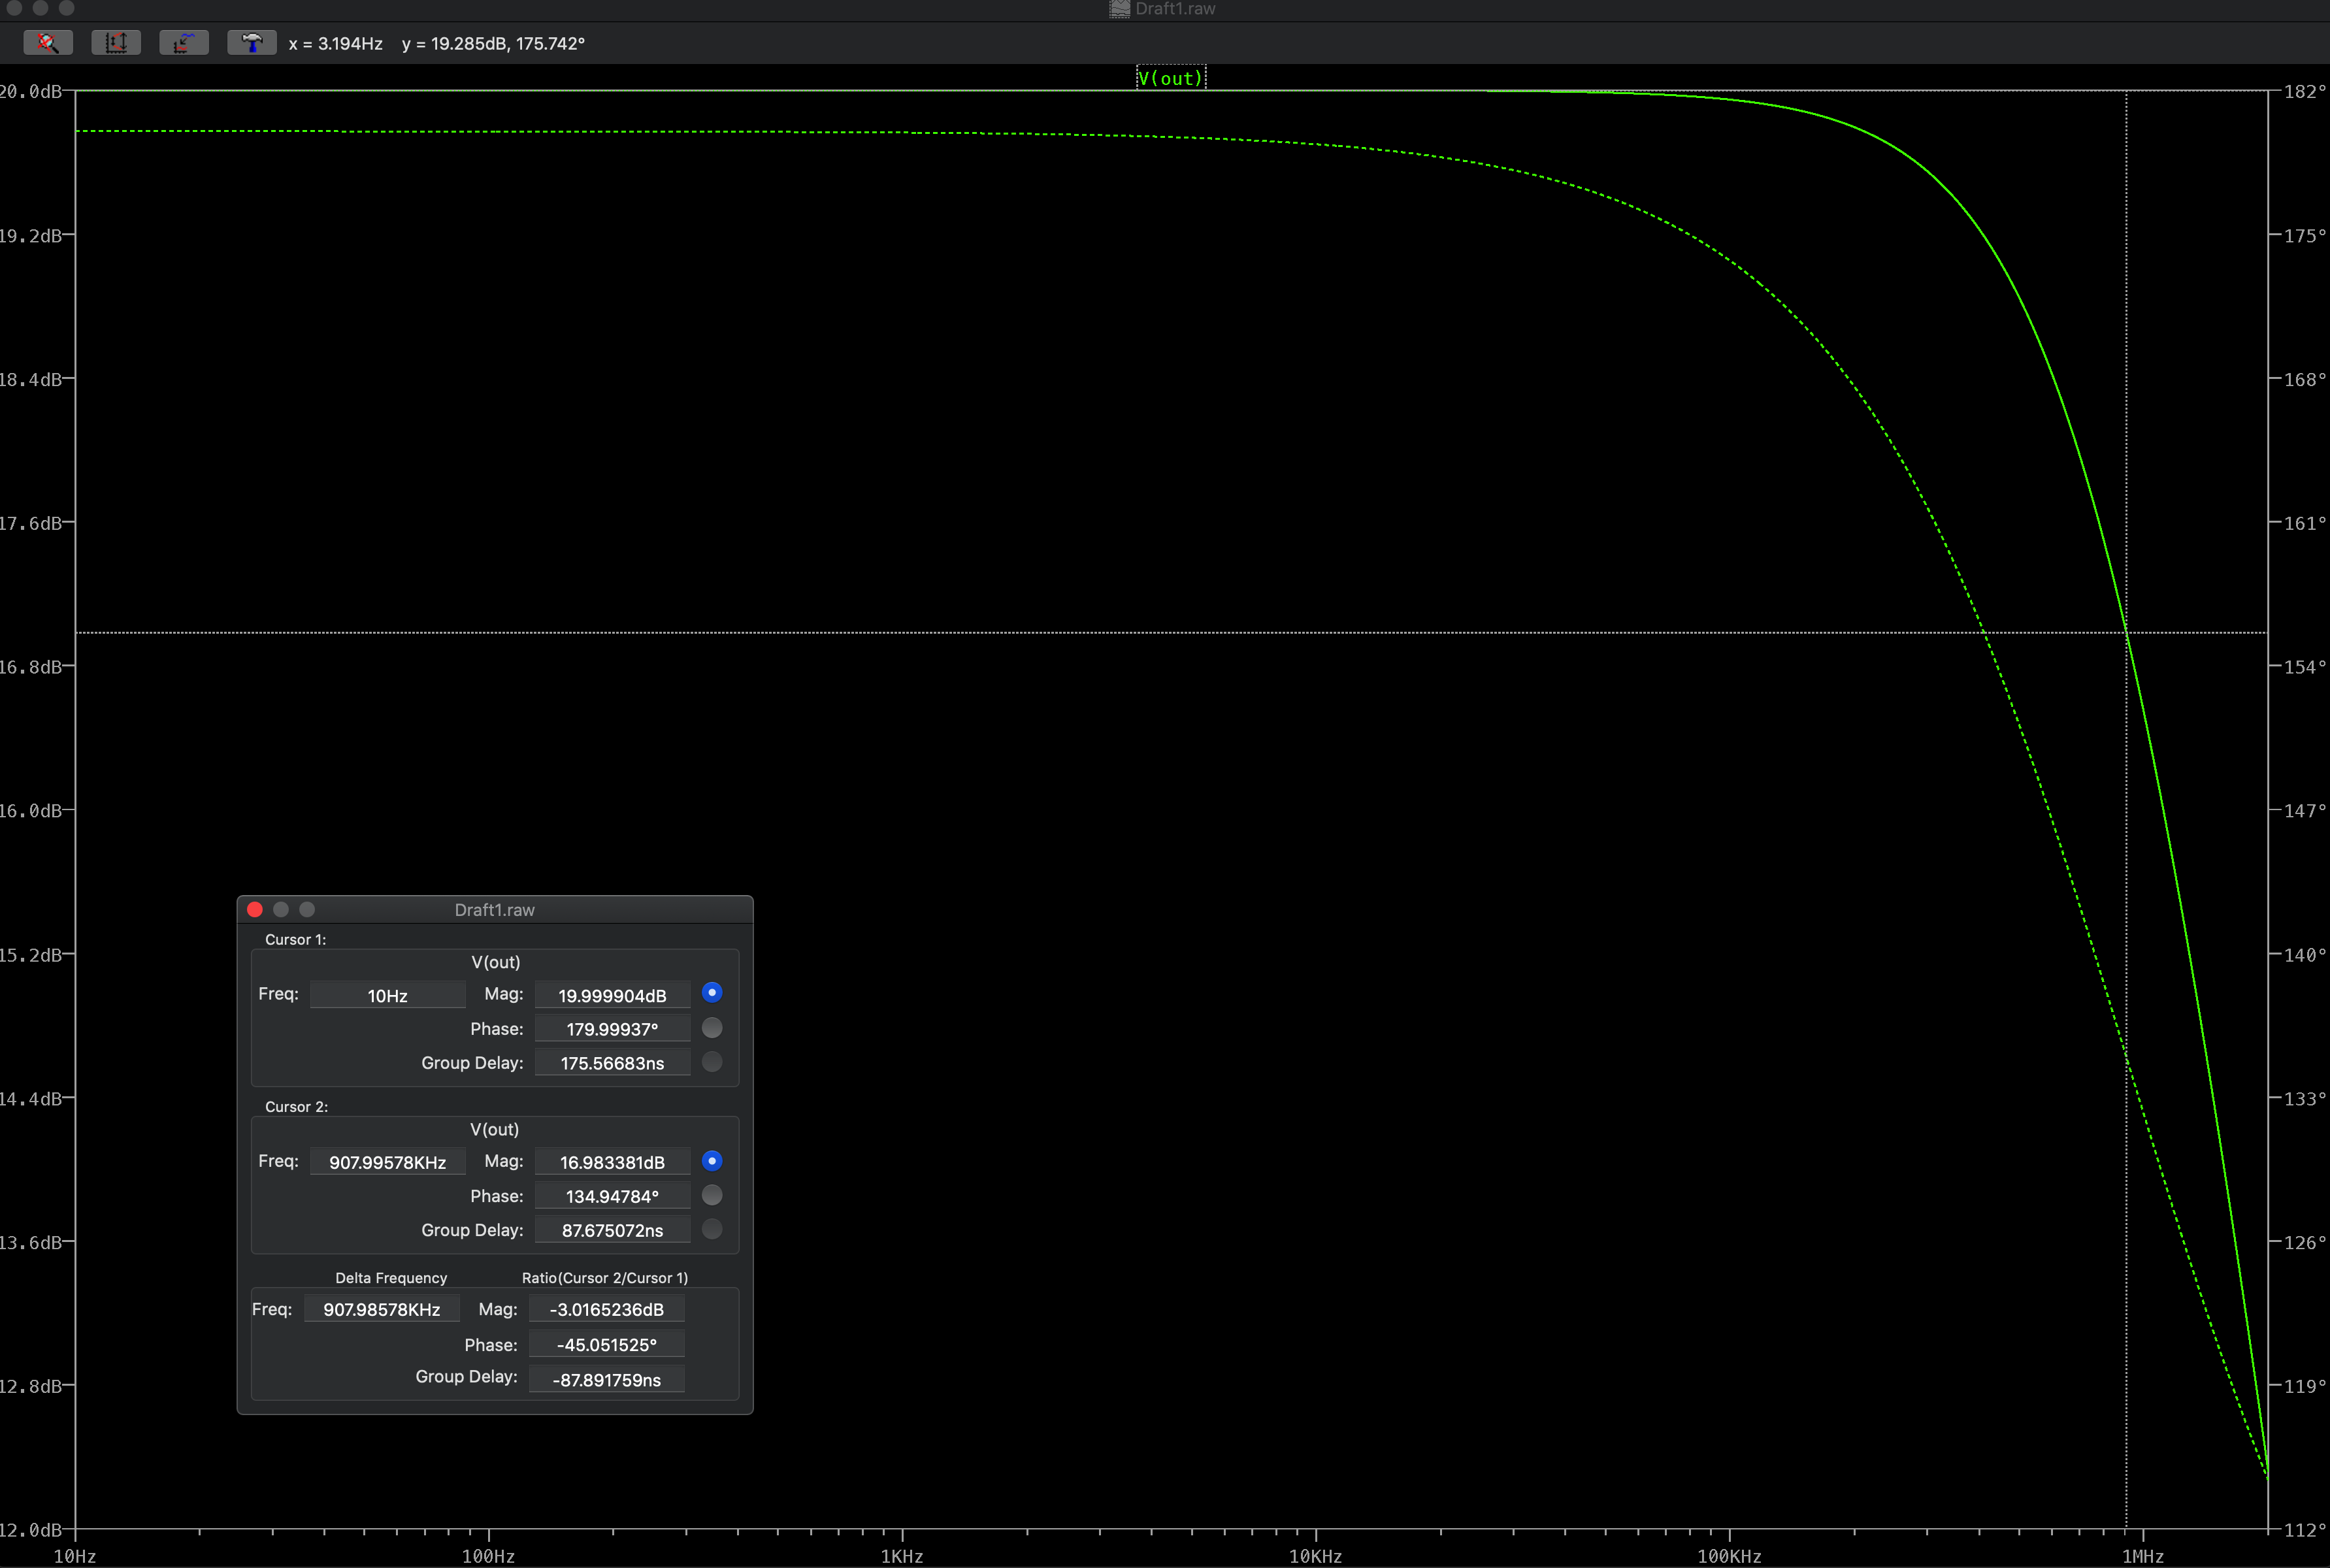 Draft1.raw
x = 3.194Hz y = 19.285dB, 175.742°
V(out)
20.0dB
19.2dB
18.4dB
17.6dB
16.8dB
16.0dB
15.2dB
14.4dB
13.6dB
12.8dB
12.0dB
182°
175°
168°
161°
154°
147°
140°
133°
126°
119°
112°
Draft1.raw
Cursor 1:
V(out)
Freq: 10Hz Mag: 19.999904dB
Phase: 179.99937°
Group Delay: 175.56683ns
Cursor 2:
V(out)
Freq: 907.99578KHz Mag: 16.983381dB
Phase: 134.94784°
Group Delay: 87.675072ns
Delta Frequency Ratio(Cursor 2/Cursor 1)
Freq: 907.98578KHz Mag: -3.0165236dB
Phase: -45.051525°
Group Delay: -87.891759ns
10Hz 100Hz 1KHz 10KHz 100KHz 1MHz